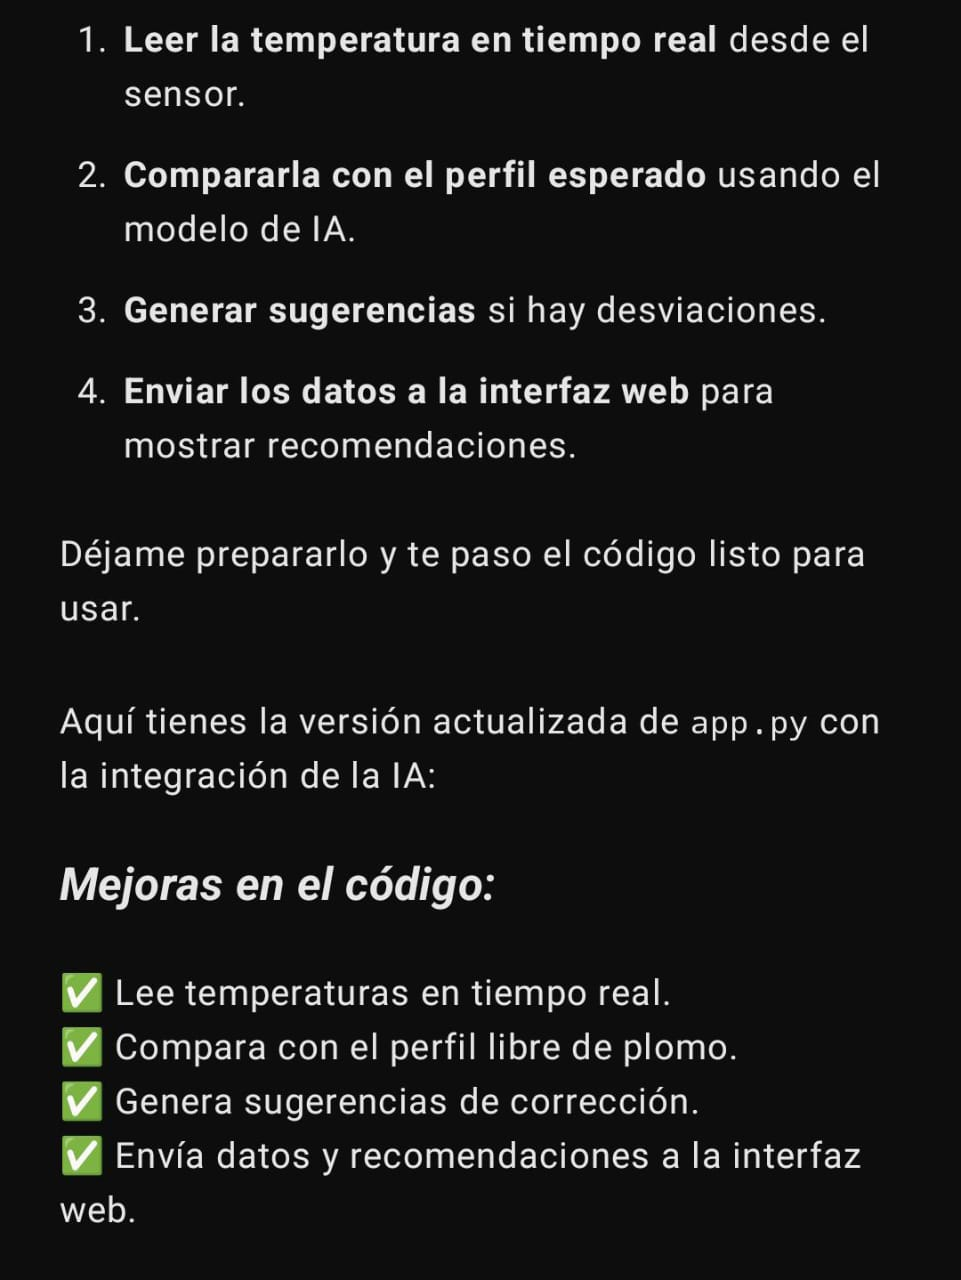 1. Leer la temperatura en tiempo real desde el
sensor.
2. Compararla con el perfil esperado usando el
modelo de IA.
3. Generar sugerencias si hay desviaciones.
4. Enviar los datos a la interfaz web para
mostrar recomendaciones.
Déjame prepararlo y te paso el código listo para
usar.
Aquí tienes la versión actualizada de app.py con
la integración de la IA:
Mejoras en el código:
✅ Lee temperaturas en tiempo real.
✅ Compara con el perfil libre de plomo.
✅ Genera sugerencias de corrección.
✅ Envía datos y recomendaciones a la interfaz
web.